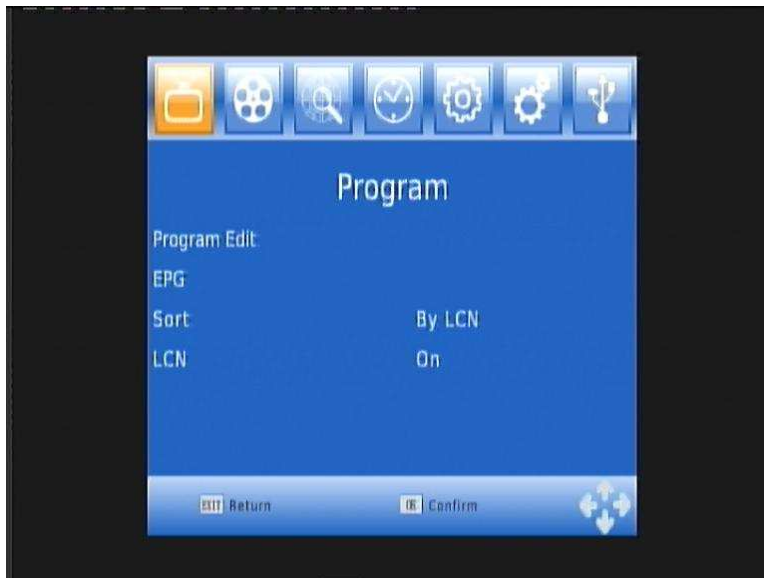 Program
Program Edit
EPG
Sort By LCN
LCN On
EXIT Return OK Confirm